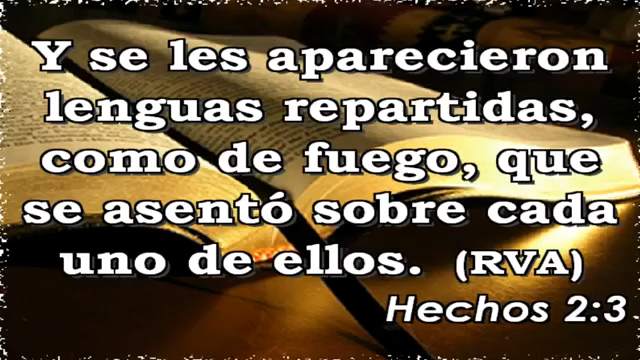 Y se les aparecieron
lenguas repartidas,
como de fuego, que
se asentó sobre cada
uno de ellos. (RVA)
Hechos 2:3